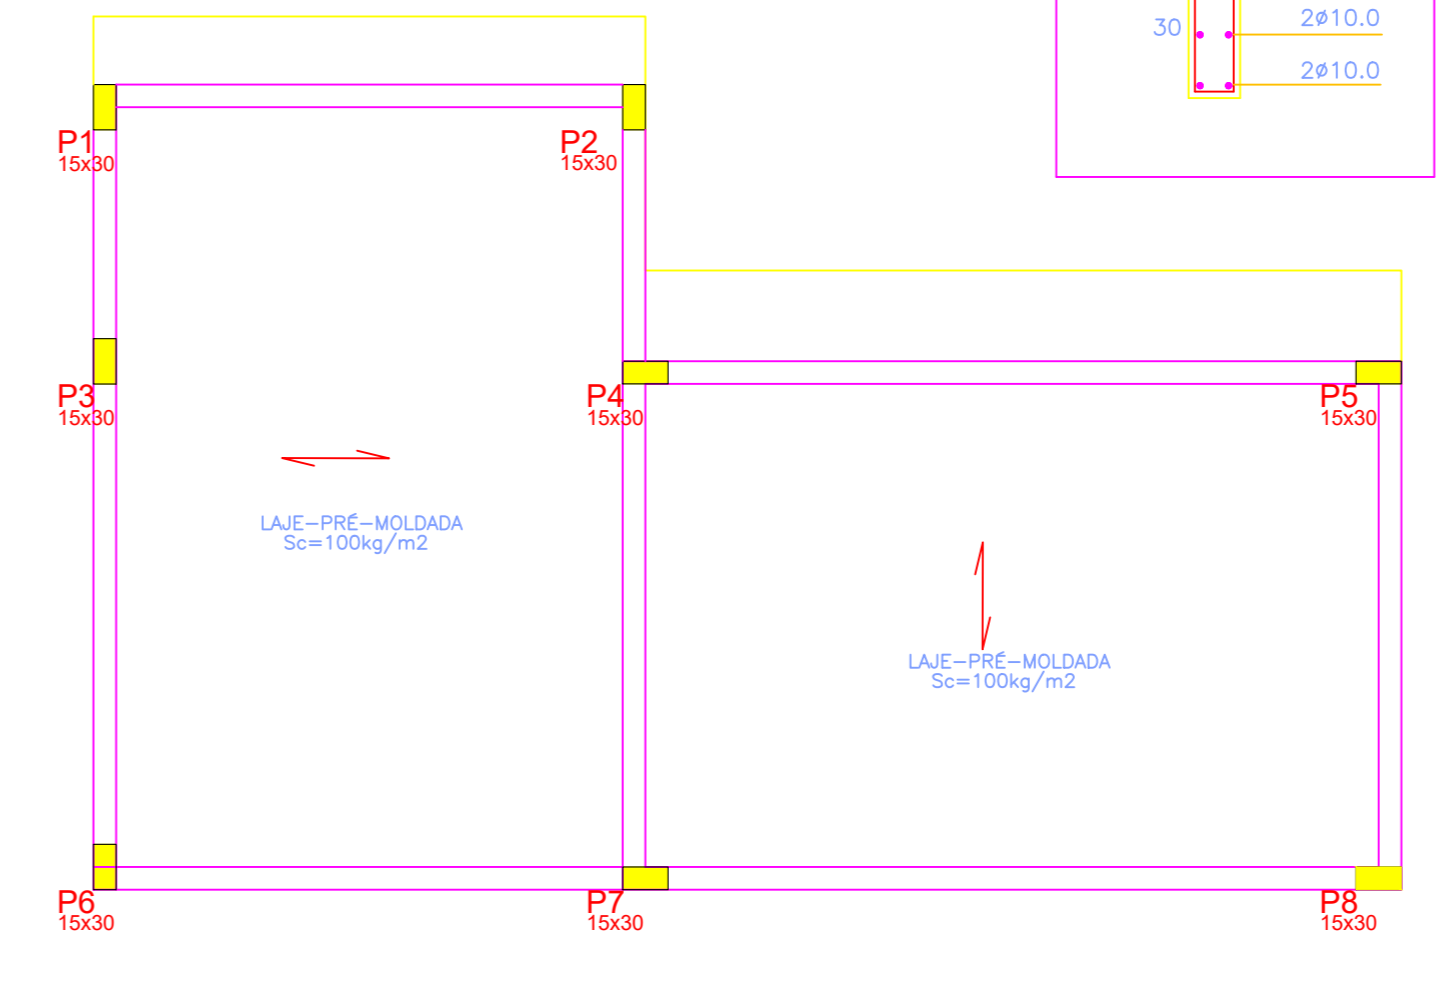 30
2ø10.0
2ø10.0
P1
15x30
P2
15x30
P3
15x30
P4
15x30
P5
15x30
LAJE-PRÉ-MOLDADA
Sc=100kg/m2
LAJE-PRÉ-MOLDADA
Sc=100kg/m2
P6
15x30
P7
15x30
P8
15x30